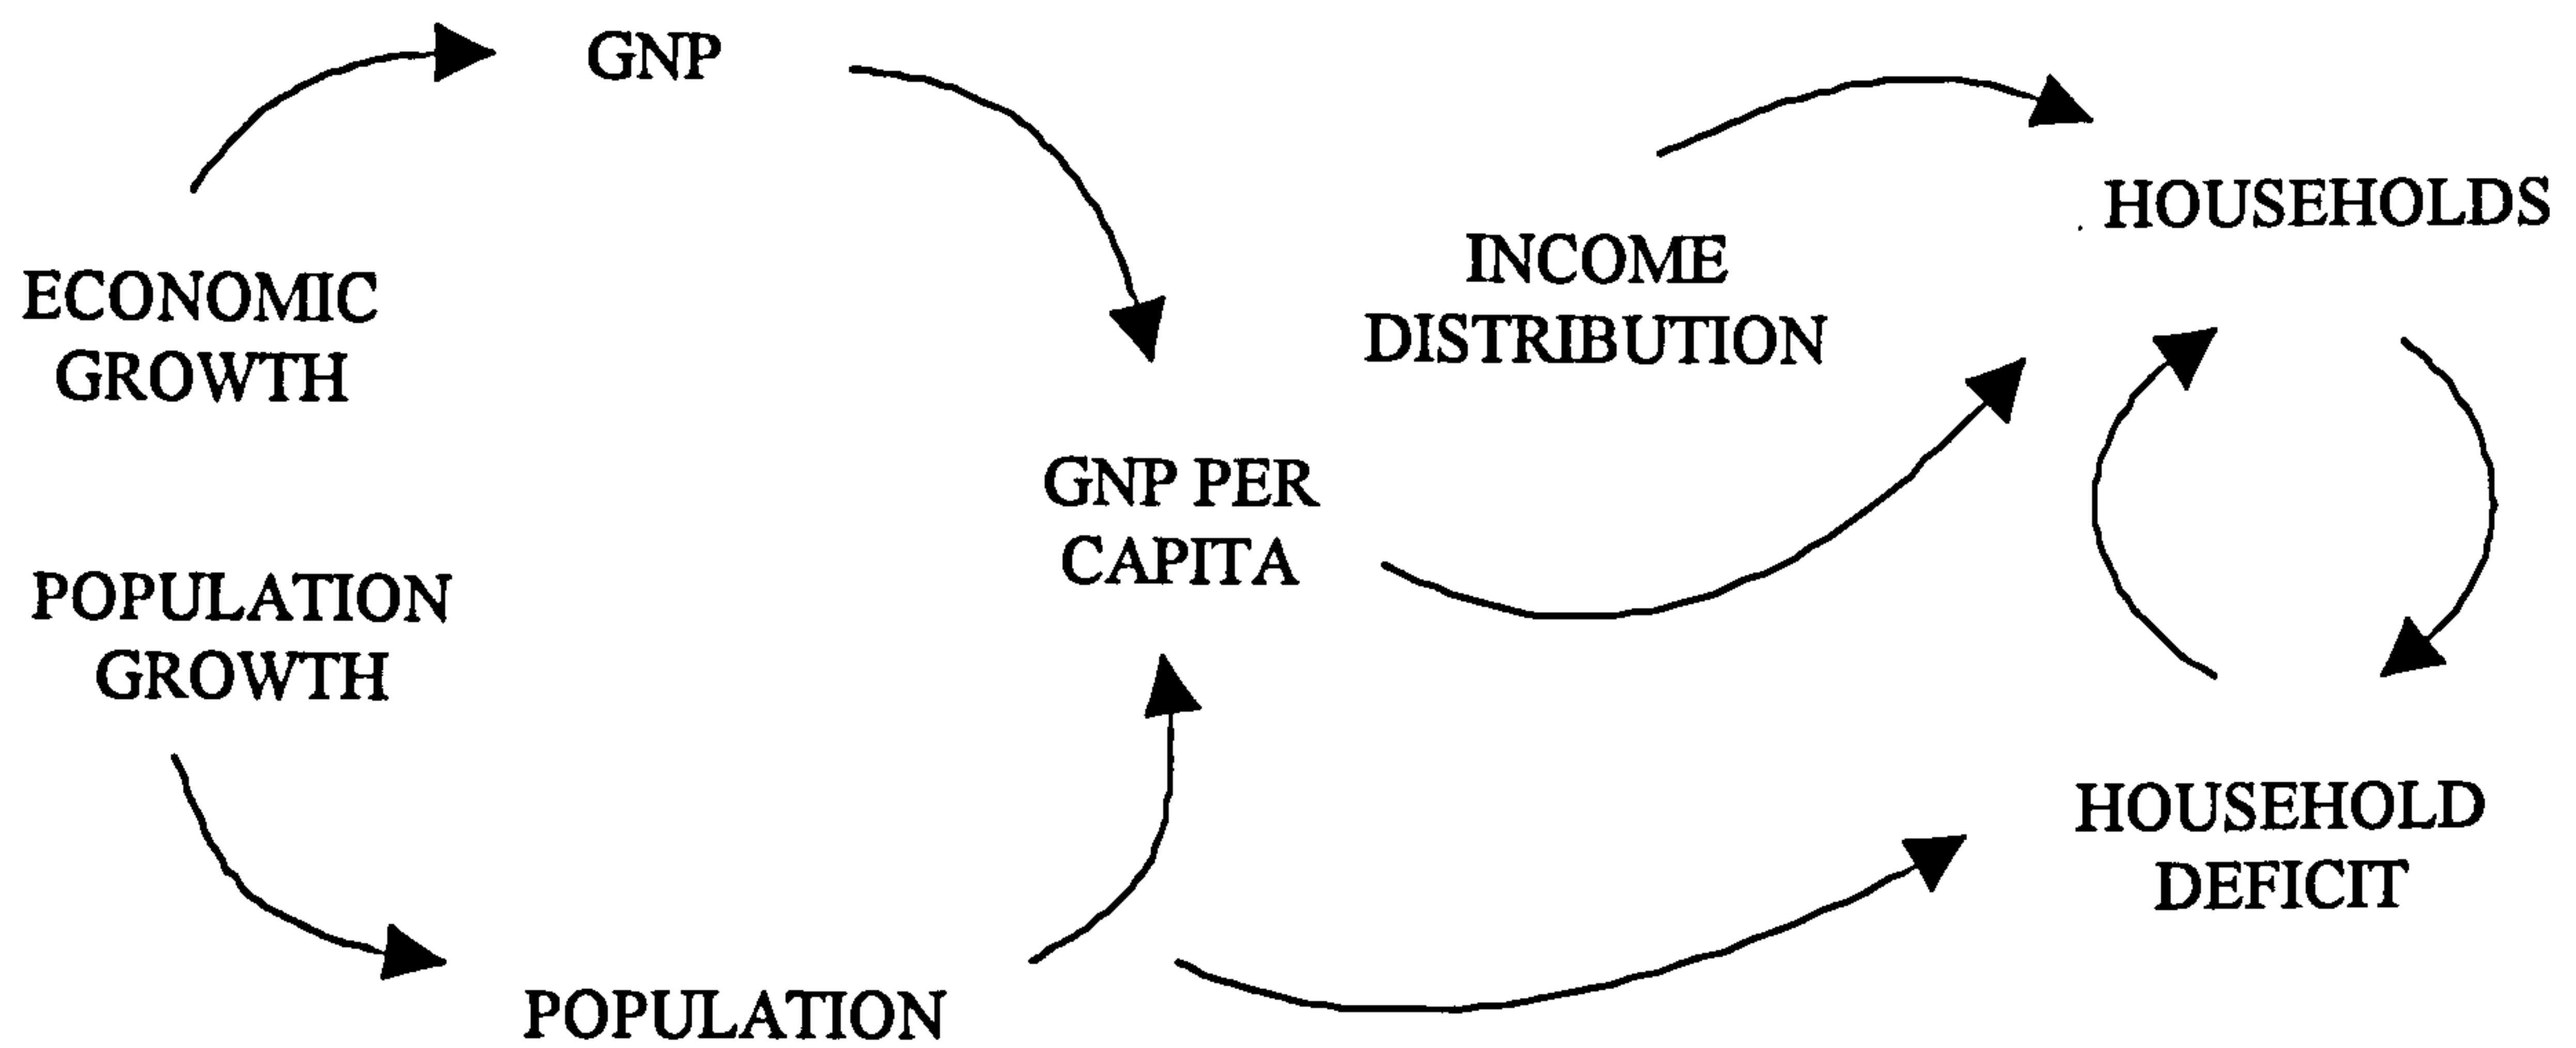 GNP
HOUSEHOLDS
INCOME
DISTRIBUTION
ECONOMIC
GROWTH
GNP PER
CAPITA
POPULATION
GROWTH
HOUSEHOLD
DEFICIT
POPULATION